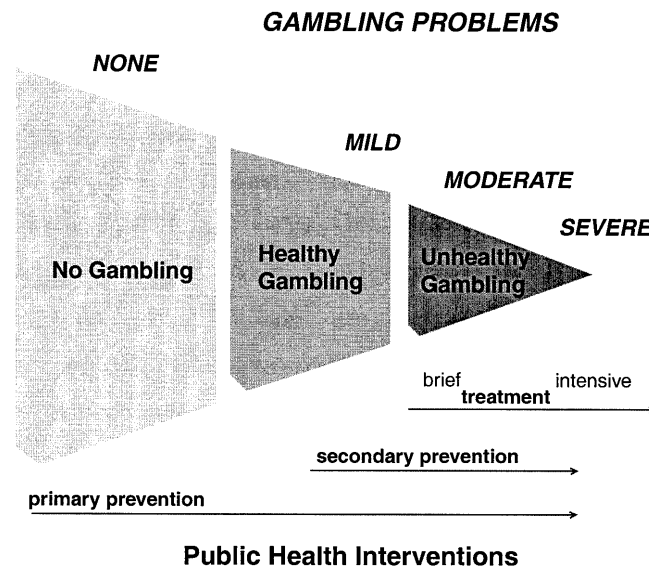 GAMBLING PROBLEMS
NONE
MILD
MODERATE
SEVERE
No Gambling
Healthy
Gambling
Unhealthy
Gambling
brief
intensive
treatment
secondary prevention
primary prevention
Public Health Interventions